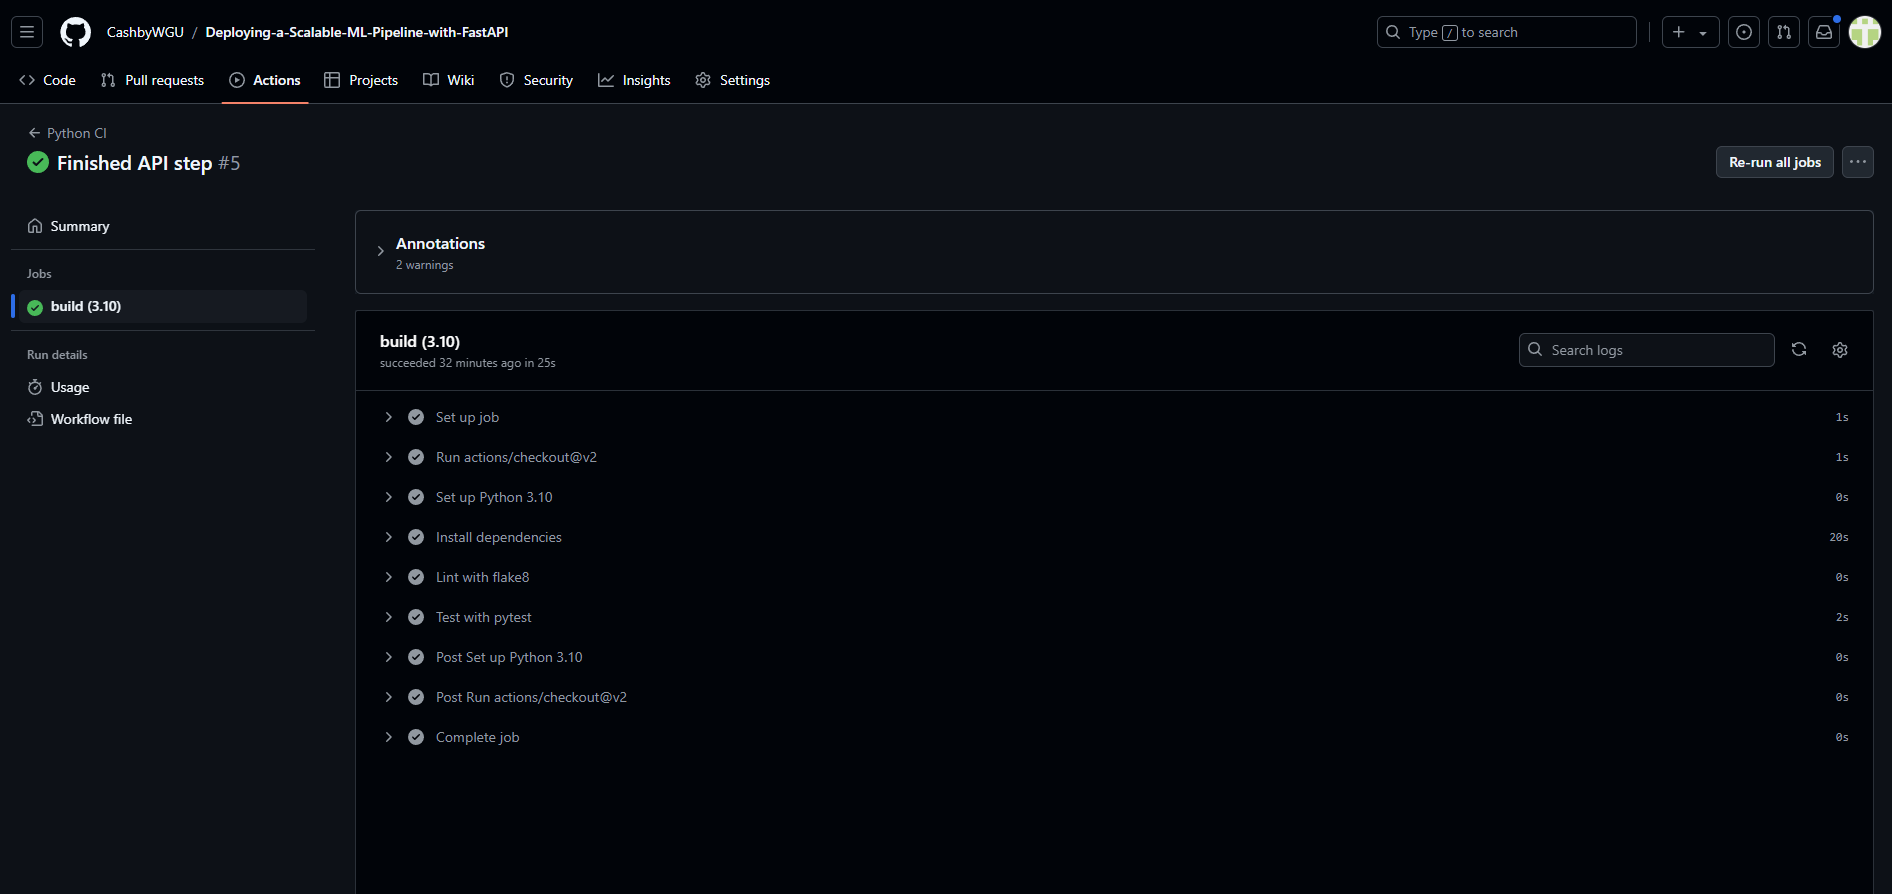 CashbyWGU / Deploying-a-Scalable-ML-Pipeline-with-FastAPI
Type / to search
Code
Pull requests
Actions
Projects
Wiki
Security
Insights
Settings
Python CI
Finished API step #5
Re-run all jobs
Summary
Jobs
build (3.10)
Run details
Usage
Workflow file
Annotations
2 warnings
build (3.10)
succeeded 32 minutes ago in 25s
Search logs
Set up job 1s
Run actions/checkout@v2 1s
Set up Python 3.10 0s
Install dependencies 20s
Lint with flake8 0s
Test with pytest 2s
Post Set up Python 3.10 0s
Post Run actions/checkout@v2 0s
Complete job 0s